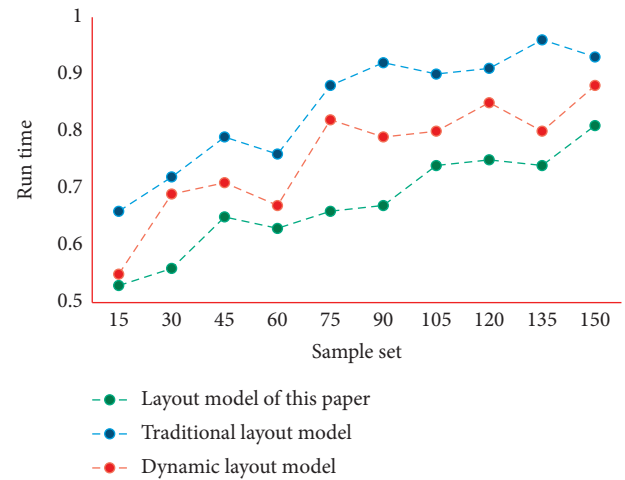 1
0.9
0.8
0.7
0.6
0.5
Run time
15 30 45 60 75 90 105 120 135 150
Sample set
Layout model of this paper
Traditional layout model
Dynamic layout model